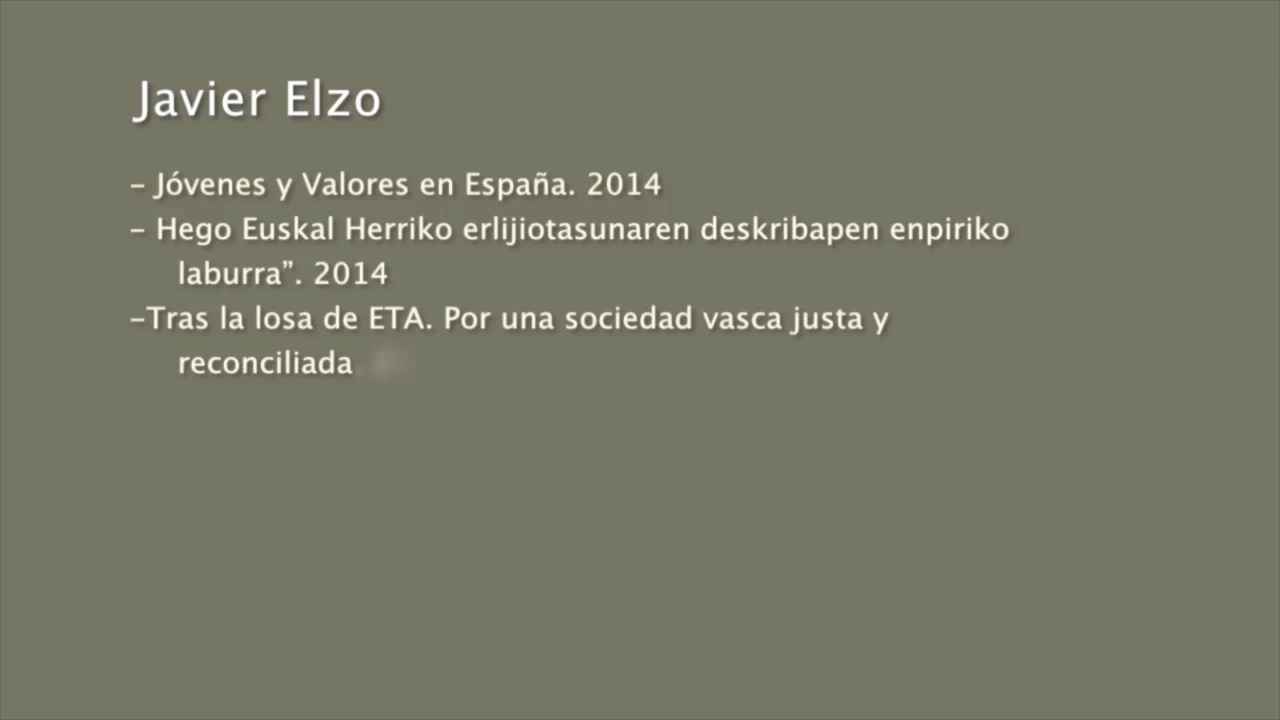 Javier Elzo
- Jóvenes y Valores en España. 2014
- Hego Euskal Herriko erlijiotasunaren deskribapen enpiriko
laburra”. 2014
-Tras la losa de ETA. Por una sociedad vasca justa y
reconciliada